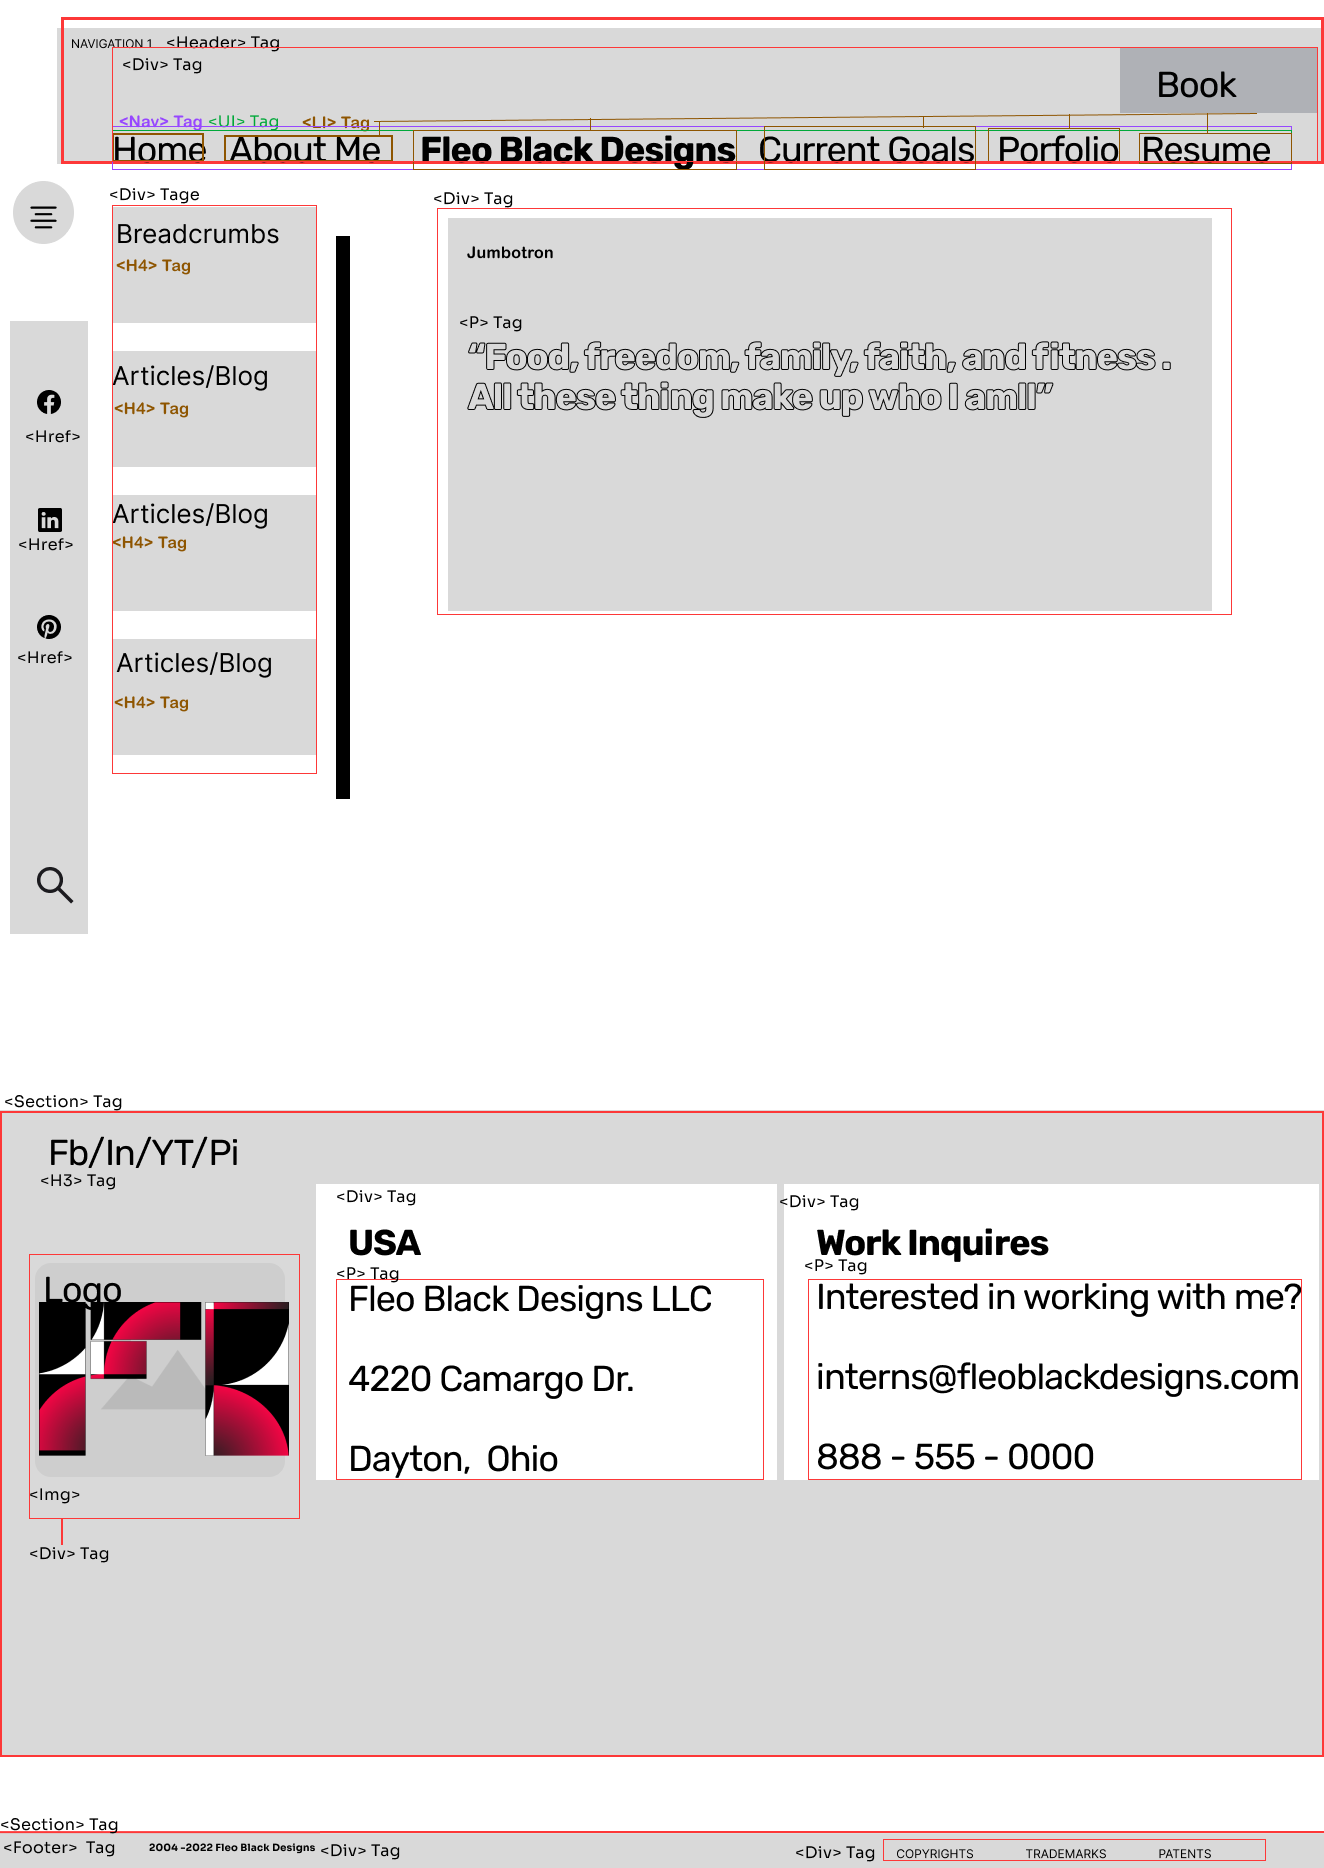 NAVIGATION 1 <Header> Tag
<Div> Tag
Book
<Nav> Tag <Ul> Tag <LI> Tag
Home About Me Fleo Black Designs Current Goals Porfolio Resume
<Div> Tage
Breadcrumbs
<H4> Tag
Articles/Blog
<H4> Tag
Articles/Blog
<H4> Tag
Articles/Blog
<H4> Tag
<Div> Tag
Jumbotron
<P> Tag
“Food, freedom, family, faith, and fitness .
All these thing make up who I amII”
<Href>
in
<Href>
<Href>
<Section> Tag
Fb/In/YT/Pi
<H3> Tag
Logo
<Img>
<Div> Tag
<Div> Tag
USA
<P> Tag
Fleo Black Designs LLC
4220 Camargo Dr.
Dayton, Ohio
<Div> Tag
Work Inquires
<P> Tag
Interested in working with me?
interns@fleoblackdesigns.com
888 - 555 - 0000
<Section> Tag
<Footer> Tag 2004 -2022 Fleo Black Designs <Div> Tag <Div> Tag COPYRIGHTS TRADEMARKS PATENTS